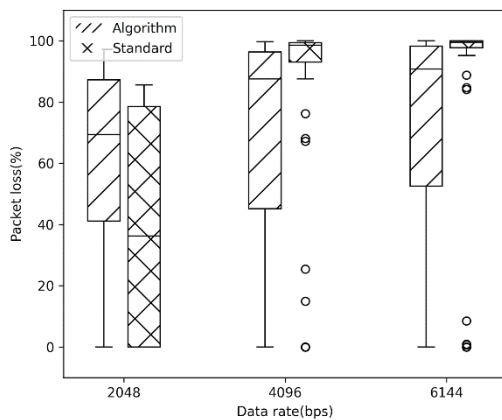 Algorithm
Standard
100
80
60
40
20
0
Packet loss(%)
2048
4096
6144
Data rate(bps)